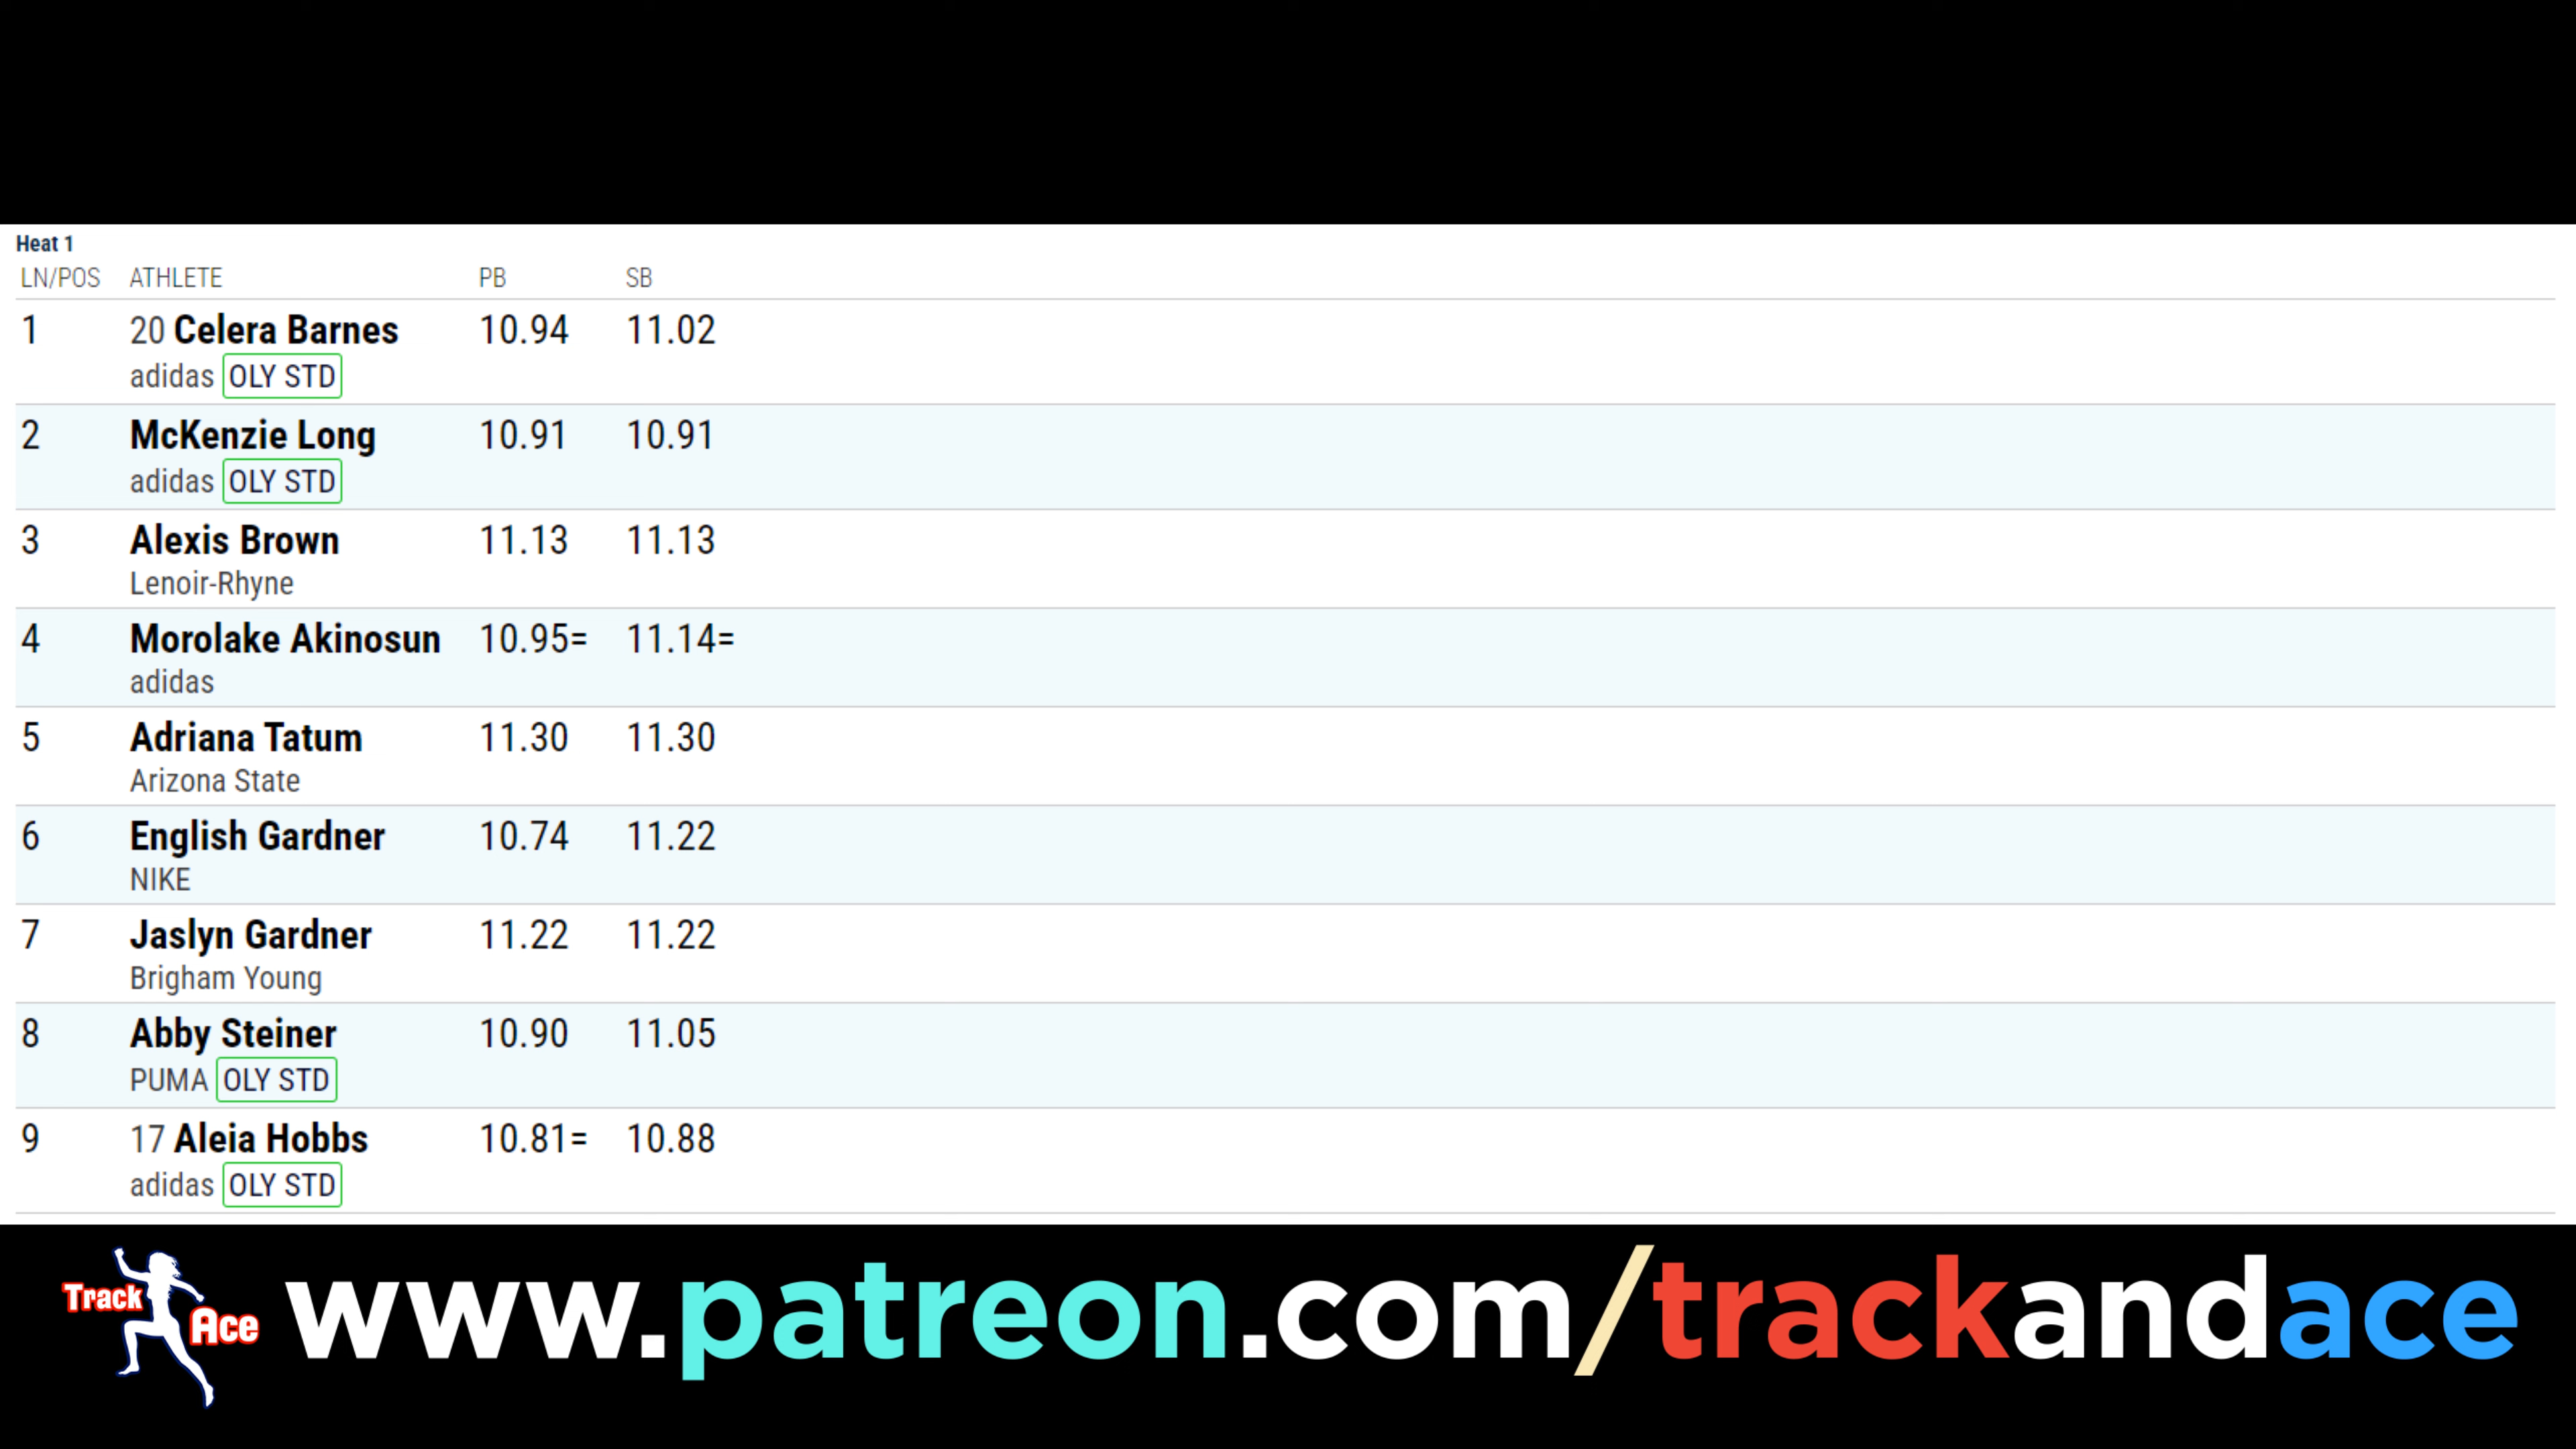 Heat 1
LN/POS ATHLETE PB SB
1 20 Celera Barnes 10.94 11.02
adidas OLY STD
2 McKenzie Long 10.91 10.91
adidas OLY STD
3 Alexis Brown 11.13 11.13
Lenoir-Rhyne
4 Morolake Akinosun 10.95= 11.14=
adidas
5 Adriana Tatum 11.30 11.30
Arizona State
6 English Gardner 10.74 11.22
NIKE
7 Jaslyn Gardner 11.22 11.22
Brigham Young
8 Abby Steiner 10.90 11.05
PUMA OLY STD
9 17 Aleia Hobbs 10.81= 10.88
adidas OLY STD
Track
Ace
www.patreon.com/trackandace